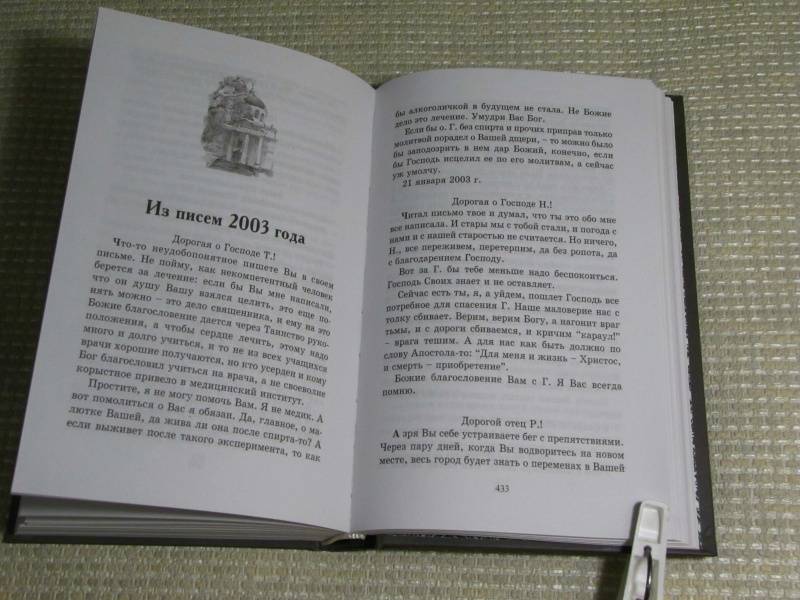 Из писем 2003 года
Дорогая о Господе Т.!
Что-то неудобопонятное пишете Вы в своем
письме. Не пойму, как некомпетентный человек
берется за лечение: если бы Вы мне написали,
что он душу Вашу взялся целить, это еще по-
нять можно – это дело священника, и ему на это
Божие благословение дается через Таинство руко-
положения, а чтобы сердце лечить, этому надо
много и долго учиться, и то не из всех учащихся
врачи хорошие получаются, но кто усерден и кому
Бог благословил учиться на врача, а не своеволие
корыстное привело в медицинский институт.
Простите, я не могу помочь Вам. Я не медик. А
вот помолиться о Вас я обязан. Да, главное, о ма-
лютке Вашей, да жива ли она после спирта-то? А
если выживет после такого эксперимента, то как
бы алкоголичкой в будущем не стала. Не Божие
дело это лечение. Умудри Вас Бог.
Если бы о. Г. без спирта и прочих приправ только
молитвой порадел о Вашей дщери, – то можно было
бы заподозрить в нем дар Божий, конечно, если
бы Господь исцелил ее по его молитвам, а сейчас
уж умолчу.
21 января 2003 г.
Дорогая о Господе Н.!
Читал письмо твое и думал, что ты это обо мне
все написала. И стары мы с тобой стали, и погода с
нами и с нашей старостью не считается. Но ничего,
Н., все переживем, перетерпим, да без ропота, да
с благодарением Господу.
Вот за Г. бы тебе меньше надо беспокоиться.
Господь Своих знает и не оставляет.
Сейчас есть ты, я, а уйдем, пошлет Господь все
потребное для спасения Г. Наше маловерие нас с
толку сбивает. Верим, верим Богу, а нагонит враг
тьмы, и с дороги сбиваемся, и кричим “караул!”
– врага тешим. А для нас как быть должно по
слову Апостола-то: “Для меня и жизнь – Христос,
и смерть – приобретение”.
Божие благословение Вам с Г. Я Вас всегда
помню.
Дорогой отец Р.!
А зря Вы себе устраиваете бег с препятствиями.
Через пару дней, когда Вы водворитесь на новом
месте, весь город будет знать о переменах в Вашей
433